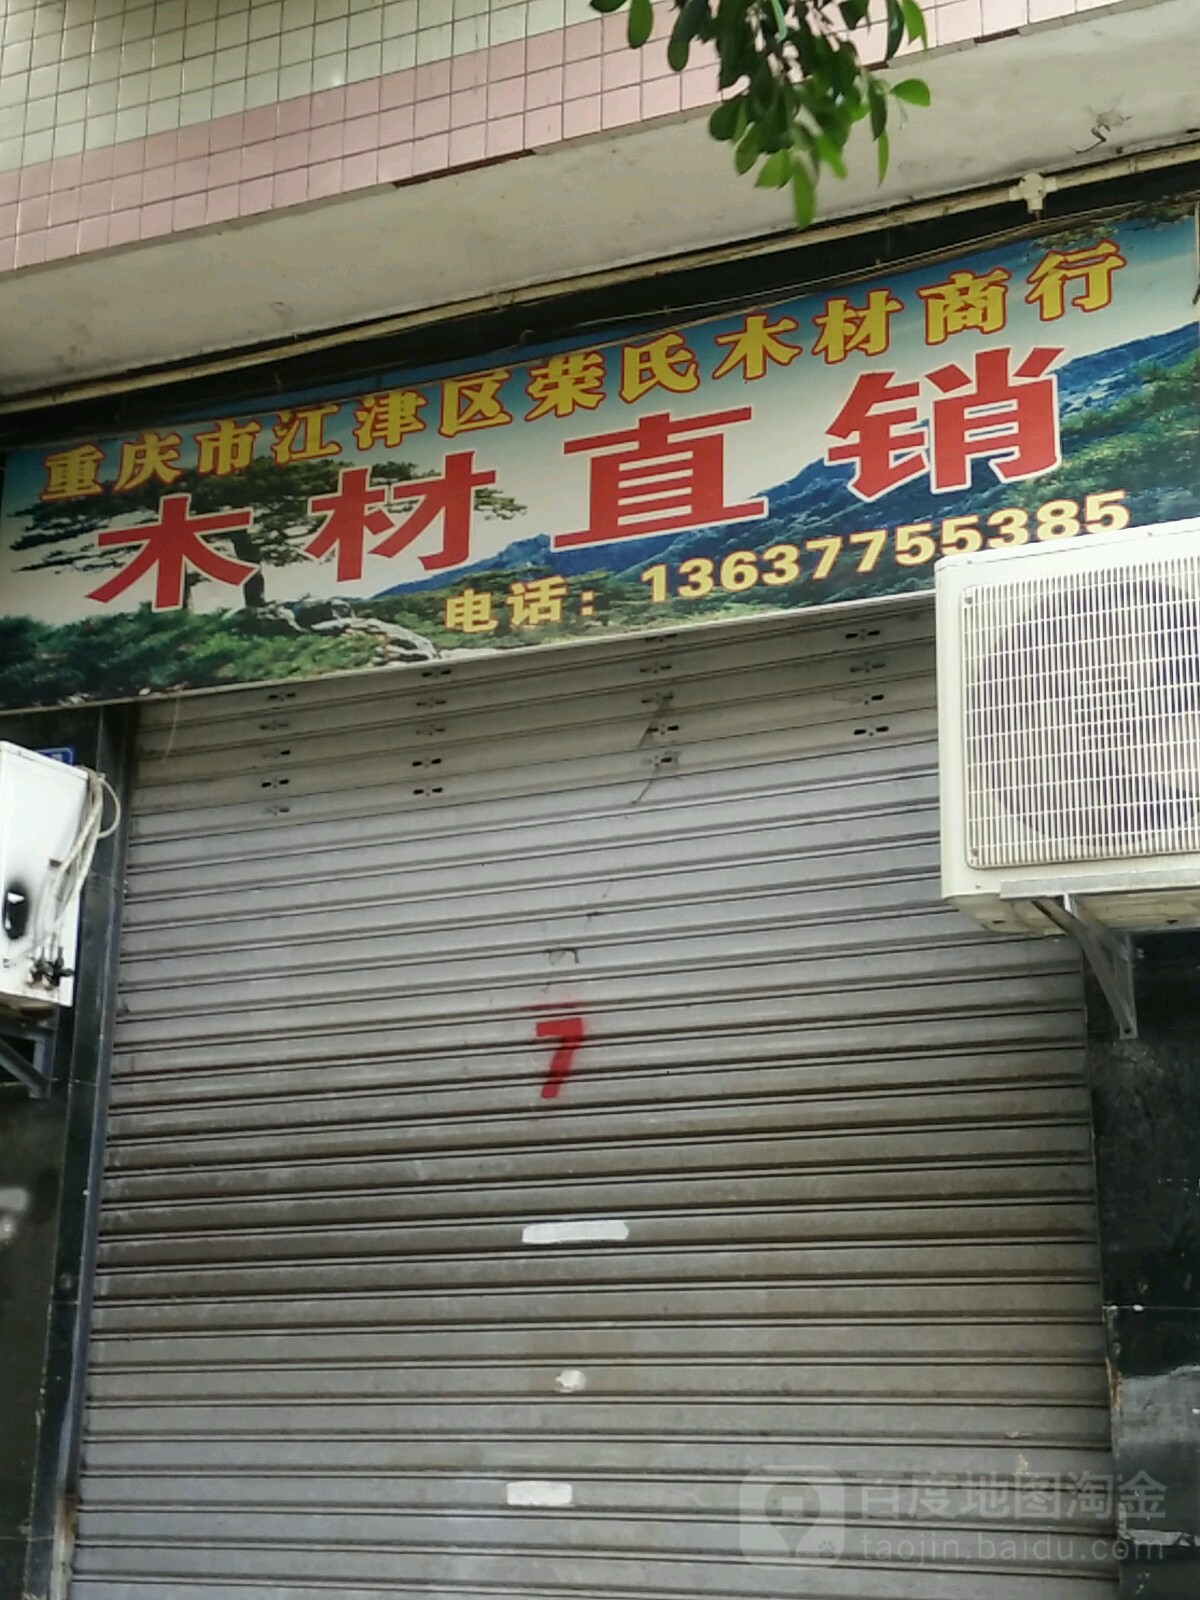 重庆市江津区荣氏木材商行
木材直销
电话：13637755385
7
百度地图淘金
taojin.baidu.com